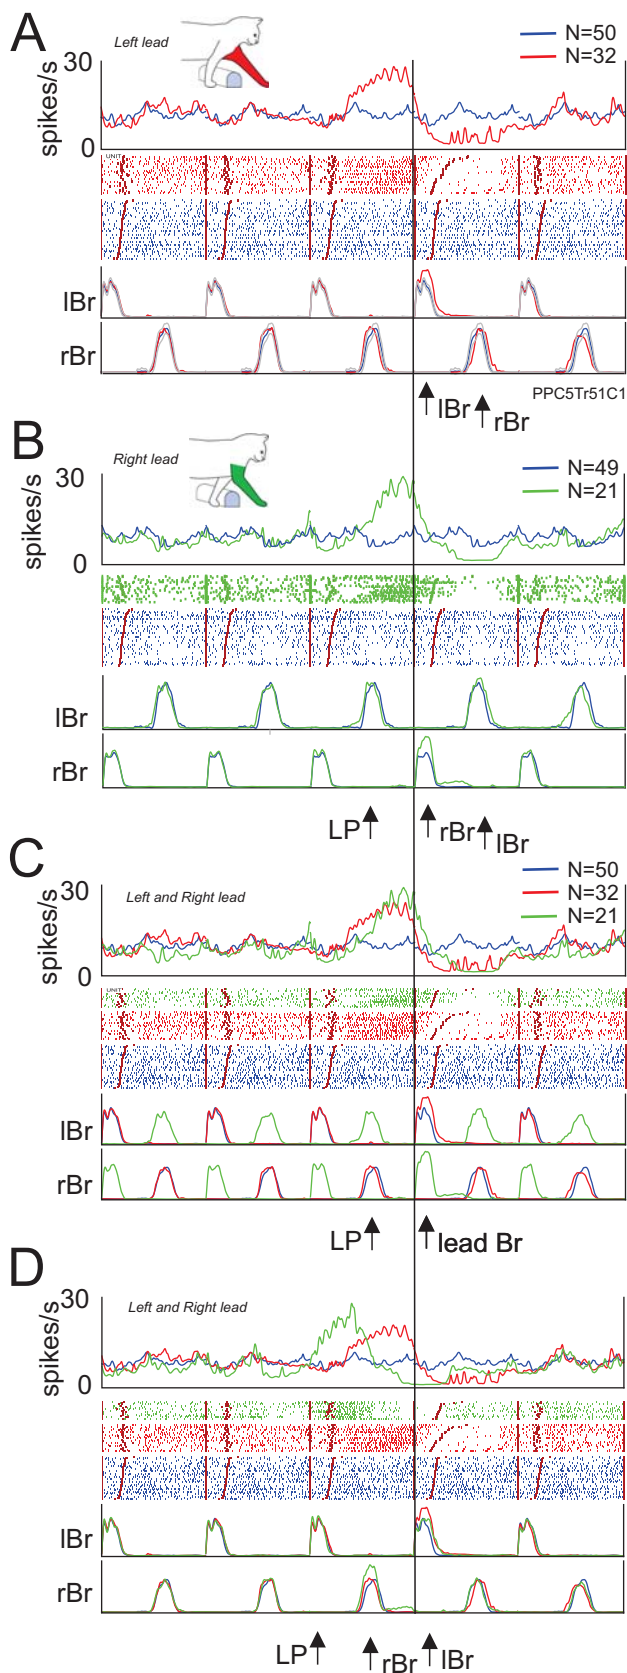 A
Left lead
N=50
N=32
30
spikes/s
0
UNIT
lBr
rBr
lBr rBr
PPC5Tr51C1
B
Right lead
N=49
N=21
30
spikes/s
0
lBr
rBr
LP rBr lBr
C
Left and Right lead
N=50
N=32
N=21
30
spikes/s
0
UNIT
lBr
rBr
LP lead Br
D
Left and Right lead
30
spikes/s
0
lBr
rBr
LP rBr lBr